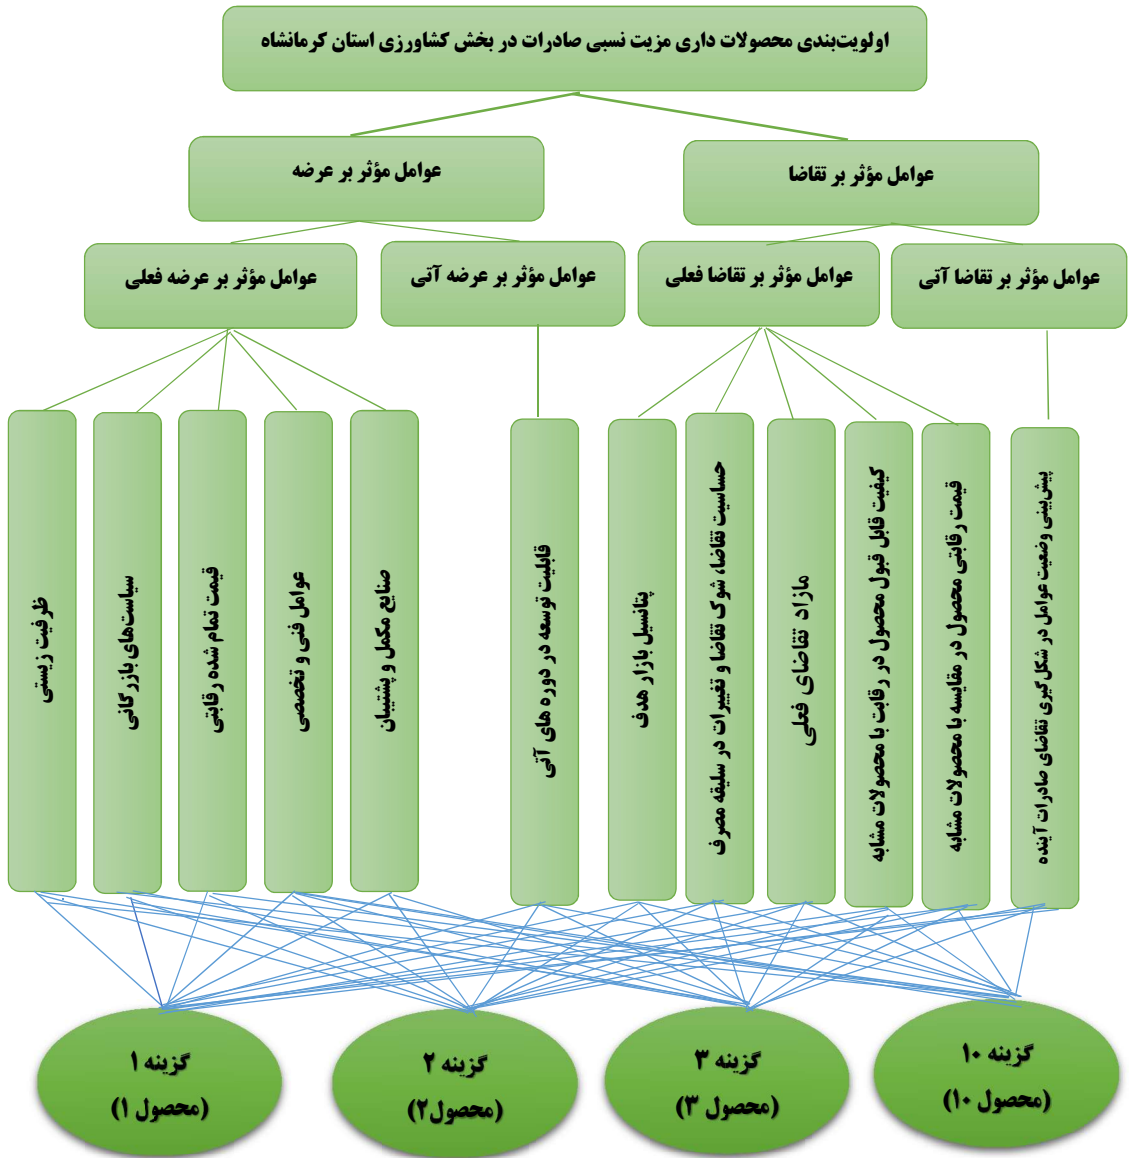 اولویت‌بندی محصولات داری مزیت نسبی صادرات در بخش کشاورزی استان کرمانشاه
عوامل مؤثر بر تقاضا
عوامل مؤثر بر عرضه
عوامل مؤثر بر تقاضا آتی
عوامل مؤثر بر تقاضا فعلی
عوامل مؤثر بر عرضه آتی
عوامل مؤثر بر عرضه فعلی
پیش‌بینی وضعیت عوامل در شکل‌گیری تقاضای صادرات آینده
قیمت رقابتی محصول در مقایسه با محصولات مشابه
کیفیت قابل قبول محصول در رقابت با محصولات مشابه
مازاد تقاضای فعلی
حساسیت تقاضا، شوک تقاضا و تغییرات در سلیقه مصرف
پتانسیل بازار هدف
قابلیت توسعه در دوره های آتی
صنایع مکمل و پشتیبان
عوامل فنی و تخصصی
قیمت تمام شده رقابتی
سیاست‌های بازرگانی
ظرفیت زیستی
گزینه ۱۰
(محصول ۱۰)
گزینه ۳
(محصول ۳)
گزینه ۲
(محصول۲)
گزینه ۱
(محصول ۱)